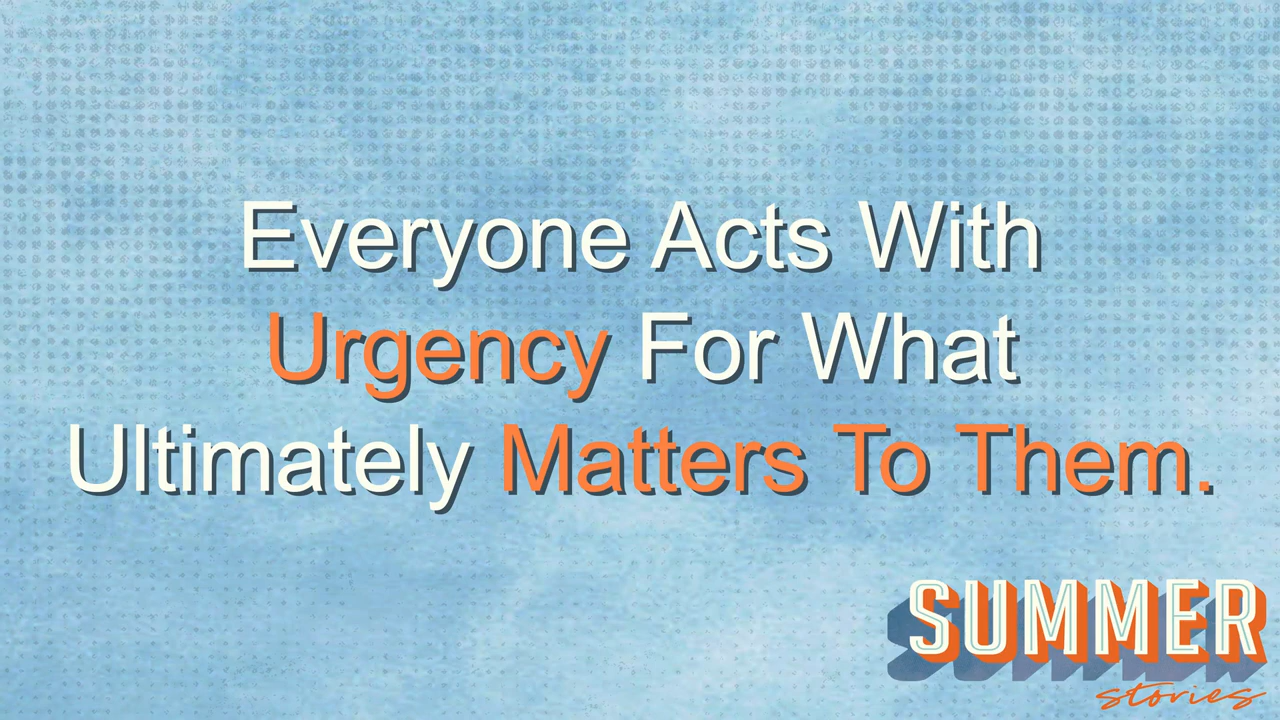 Everyone Acts With
Urgency For What
Ultimately Matters To Them.
SUMMER
stories